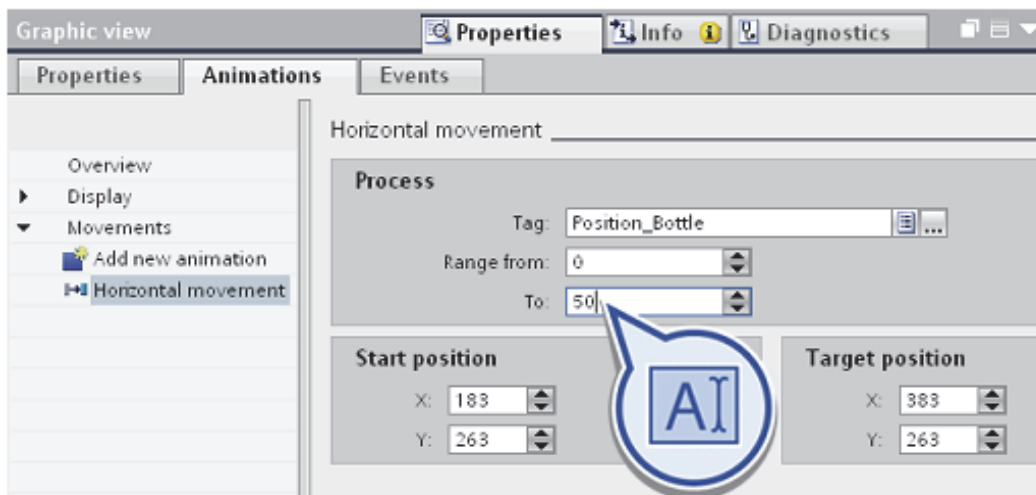 Graphic view Properties Info Diagnostics
Properties Animations Events
Horizontal movement
Overview
Display
Movements
Add new animation
Horizontal movement
Process
Tag: Position_Bottle ...
Range from: 0
To: 50
Start position
X: 183
Y: 263
A
Target position
X: 383
Y: 263